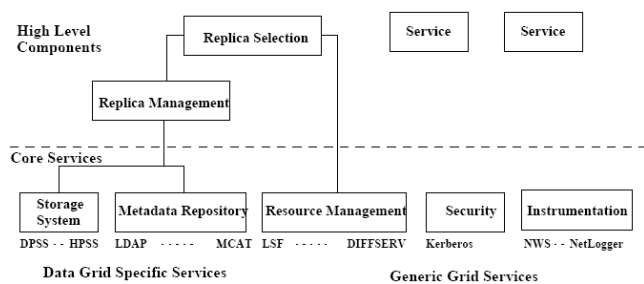 High Level
Components
Replica Selection
Service
Service
Replica Management
Core Services
Storage
System
Metadata Repository
Resource Management
Security
Instrumentation
DPSS - - HPSS
LDAP - - - - - MCAT
LSF - - - - - DIFFSERV
Kerberos
NWS - - NetLogger
Data Grid Specific Services
Generic Grid Services